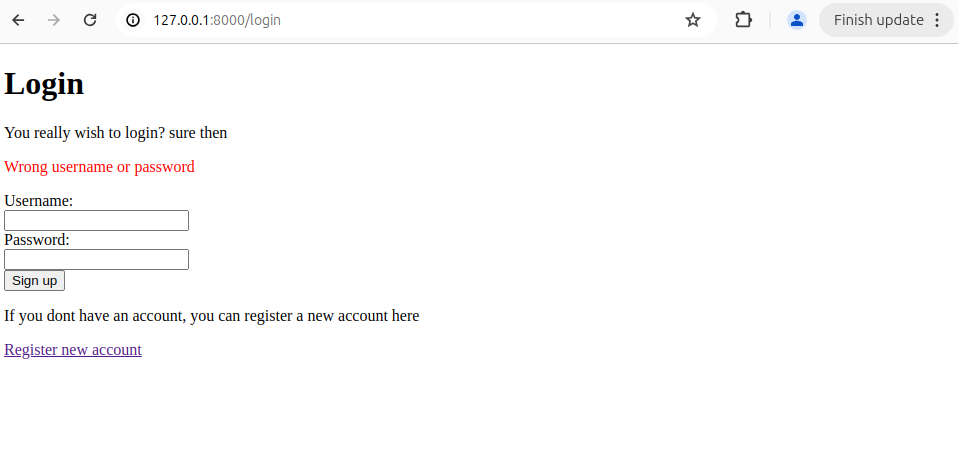 127.0.0.1:8000/login
Finish update
Login
You really wish to login? sure then
Wrong username or password
Username:
Password:
Sign up
If you dont have an account, you can register a new account here
Register new account